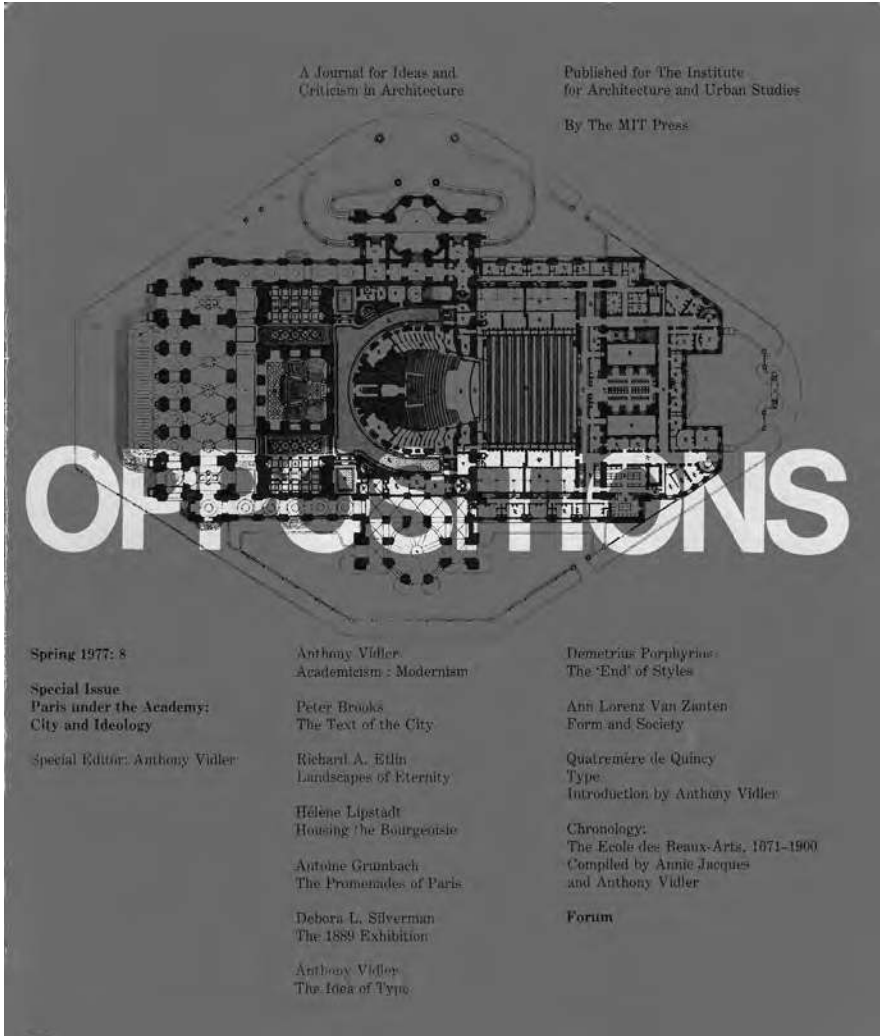 A Journal for Ideas and
Criticism in Architecture
Published for The Institute
for Architecture and Urban Studies
By The MIT Press
OPPOSITIONS
Spring 1977: 8
Special Issue
Paris under the Academy:
City and Ideology
Special Editor: Anthony Vidler
Anthony Vidler
Academicism : Modernism
Peter Brooks
The Text of the City
Richard A. Etlin
Landscapes of Eternity
Hélène Lipstadt
Housing the Bourgeoisie
Antoine Grumbach
The Promenades of Paris
Debora L. Silverman
The 1889 Exhibition
Anthony Vidler
The Idea of Type
Demetrius Porphyrios
The ‘End’ of Styles
Ann Lorenz Van Zanten
Form and Society
Quatremère de Quincy
Type
Introduction by Anthony Vidler
Chronology:
The Ecole des Beaux-Arts, 1671–1900
Compiled by Annie Jacques
and Anthony Vidler
Forum